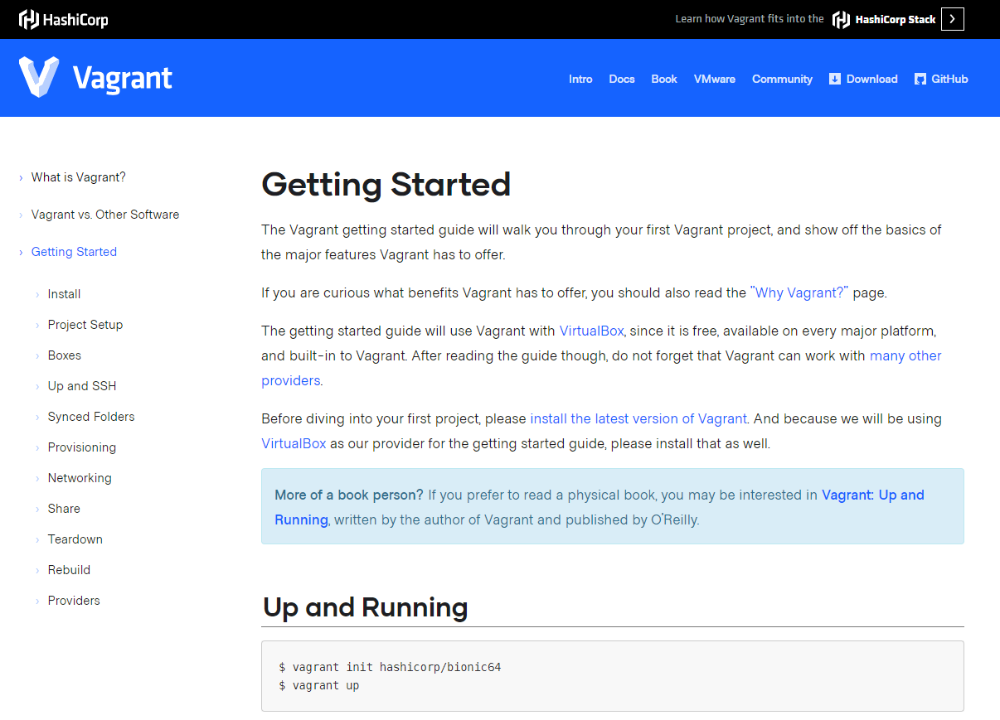 HashiCorp
Learn how Vagrant fits into the HashiCorp Stack
Vagrant
Intro Docs Book VMware Community Download GitHub
What is Vagrant?
Vagrant vs. Other Software
Getting Started
Install
Project Setup
Boxes
Up and SSH
Synced Folders
Provisioning
Networking
Share
Teardown
Rebuild
Providers
Getting Started
The Vagrant getting started guide will walk you through your first Vagrant project, and show off the basics of
the major features Vagrant has to offer.
If you are curious what benefits Vagrant has to offer, you should also read the "Why Vagrant?" page.
The getting started guide will use Vagrant with VirtualBox, since it is free, available on every major platform,
and built-in to Vagrant. After reading the guide though, do not forget that Vagrant can work with many other
providers.
Before diving into your first project, please install the latest version of Vagrant. And because we will be using
VirtualBox as our provider for the getting started guide, please install that as well.
More of a book person? If you prefer to read a physical book, you may be interested in Vagrant: Up and
Running, written by the author of Vagrant and published by O'Reilly.
Up and Running
$ vagrant init hashicorp/bionic64
$ vagrant up